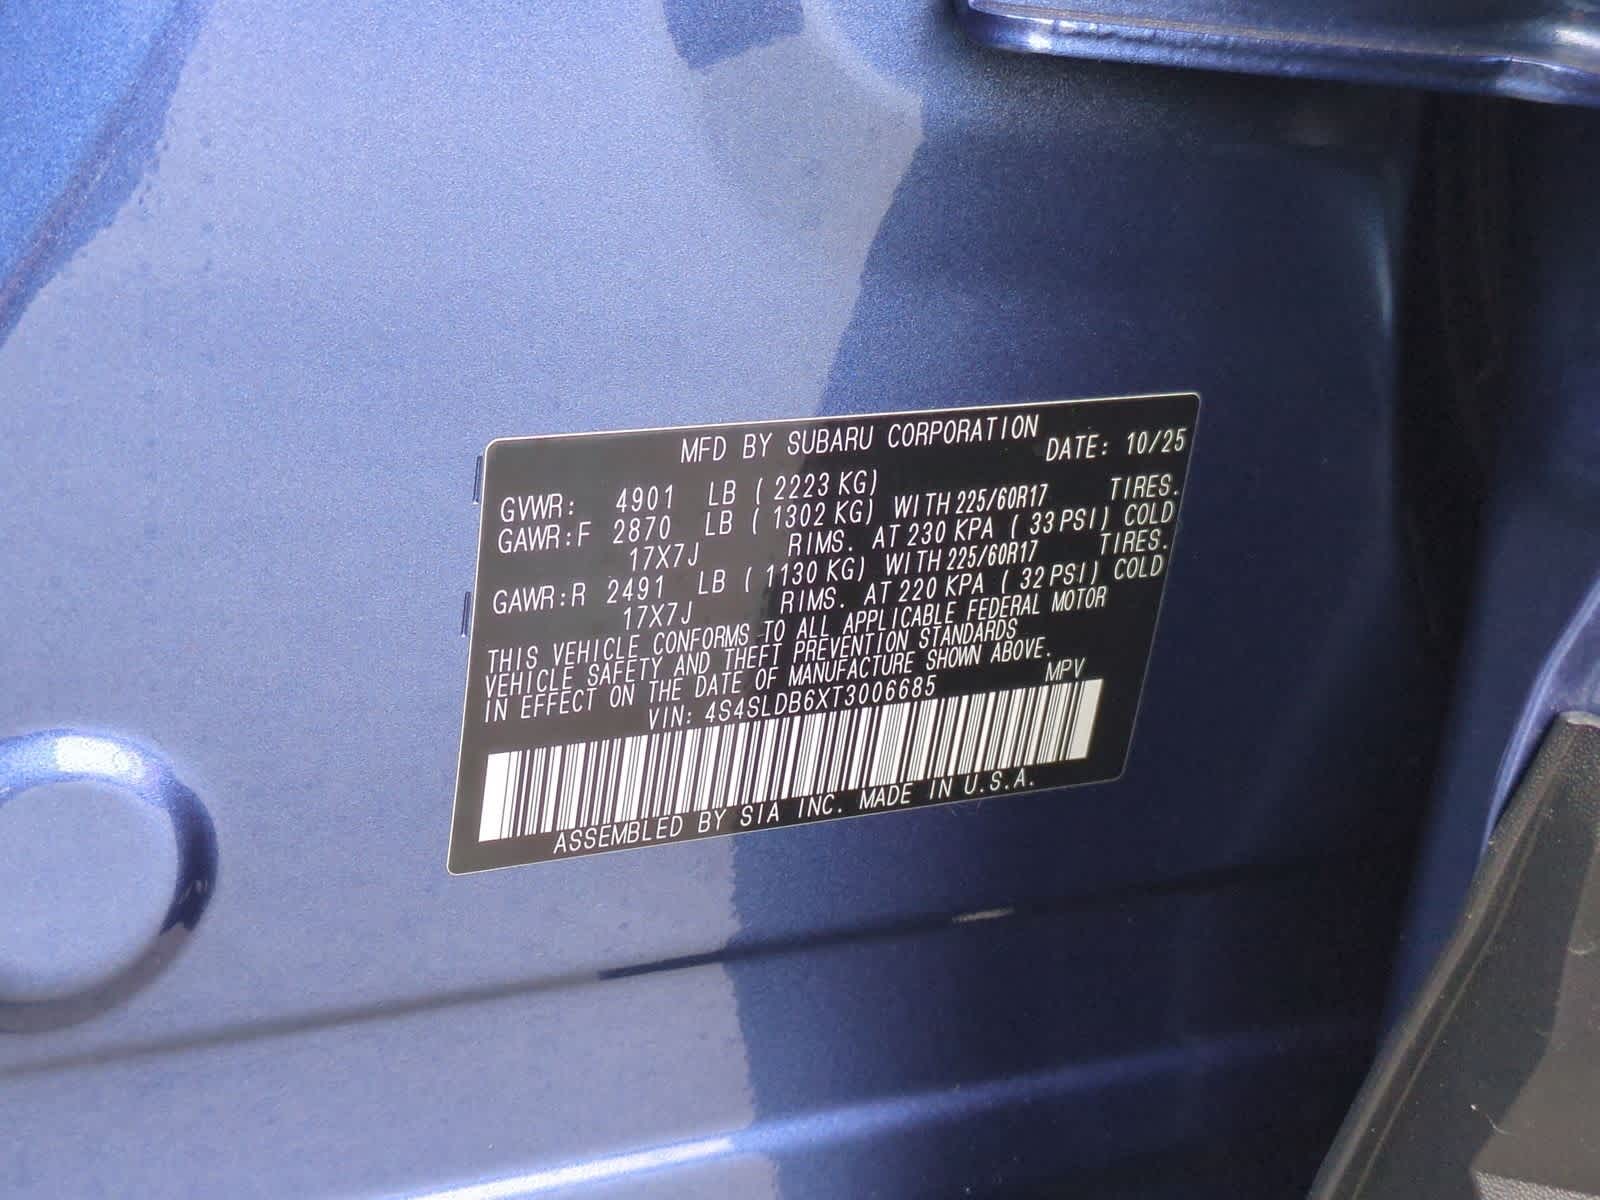 MFD BY SUBARU CORPORATION DATE: 10/25
GVWR: 4901 LB ( 2223 KG)
GAWR:F 2870 LB ( 1302 KG) WITH 225/60R17 TIRES.
17X7J RIMS. AT 230 KPA ( 33 PSI) COLD
GAWR:R 2491 LB ( 1130 KG) WITH 225/60R17 TIRES.
17X7J RIMS. AT 220 KPA ( 32 PSI) COLD
THIS VEHICLE CONFORMS TO ALL APPLICABLE FEDERAL MOTOR
VEHICLE SAFETY AND THEFT PREVENTION STANDARDS
IN EFFECT ON THE DATE OF MANUFACTURE SHOWN ABOVE.
VIN: 4S4SLDB6XT3006685 MPV
ASSEMBLED BY SIA INC. MADE IN U.S.A.